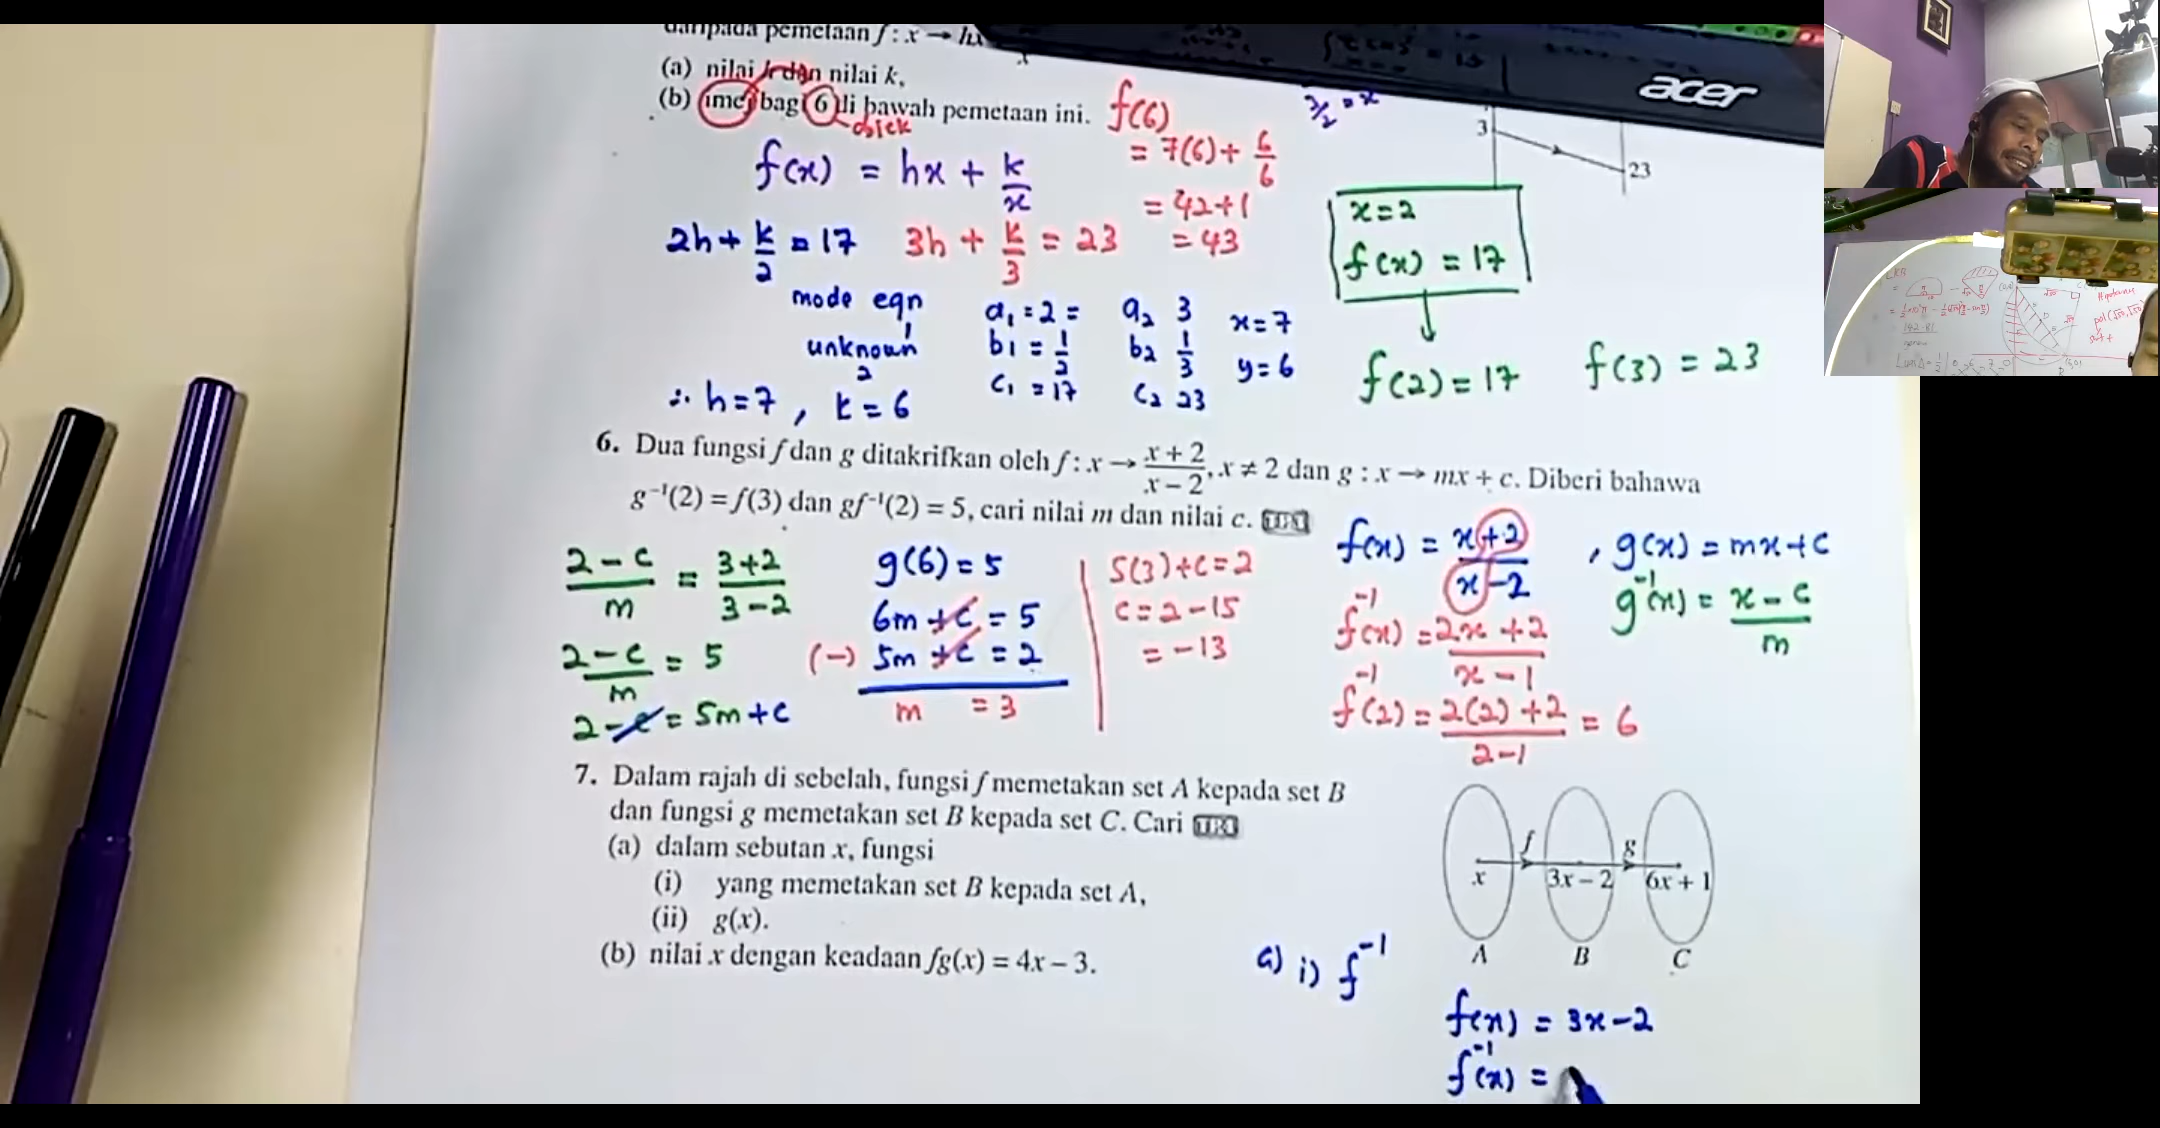 daripada pemetaan f : x → hx
(a) nilai h dan nilai k,
(b) imej bagi 6 di bawah pemetaan ini.
objek
f(6)
= 7(6) + 6/6
= 42+1
= 43
3/2 = x
acer
3
23
f(x) = hx + k/x
2h + k/2 = 17
3h + k/3 = 23
mode eqn
unknown
2
a₁ = 2 =
b1 = 1/2
c₁ = 17
a₂ 3
b₂ 1/3
c₂ 23
x=7
y=6
∴ h=7, k=6
x=2
f(x) = 17
f(2) = 17
f(3) = 23
6. Dua fungsi f dan g ditakrifkan oleh f : x → (x + 2)/(x − 2), x ≠ 2 dan g : x → mx + c. Diberi bahawa
g⁻¹(2) = f(3) dan gf⁻¹(2) = 5, cari nilai m dan nilai c.
(2−c)/m = (3+2)/(3−2)
(2−c)/m = 5
2−c = 5m+c
g(6) = 5
6m + c = 5
(−) 5m + c = 2
m = 3
5(3)+c = 2
c = 2−15
= −13
f(x) = (x+2)/(x−2), g(x) = mx+c
f⁻¹(x) = (2x+2)/(x−1)
g⁻¹(x) = (x−c)/m
f⁻¹(2) = (2(2)+2)/(2−1) = 6
7. Dalam rajah di sebelah, fungsi f memetakan set A kepada set B
dan fungsi g memetakan set B kepada set C. Cari
(a) dalam sebutan x, fungsi
(i) yang memetakan set B kepada set A,
(ii) g(x).
(b) nilai x dengan keadaan fg(x) = 4x − 3.
f g
x 3x − 2 6x + 1
A B C
a) i) f⁻¹
f(x) = 3x−2
f⁻¹(x) =